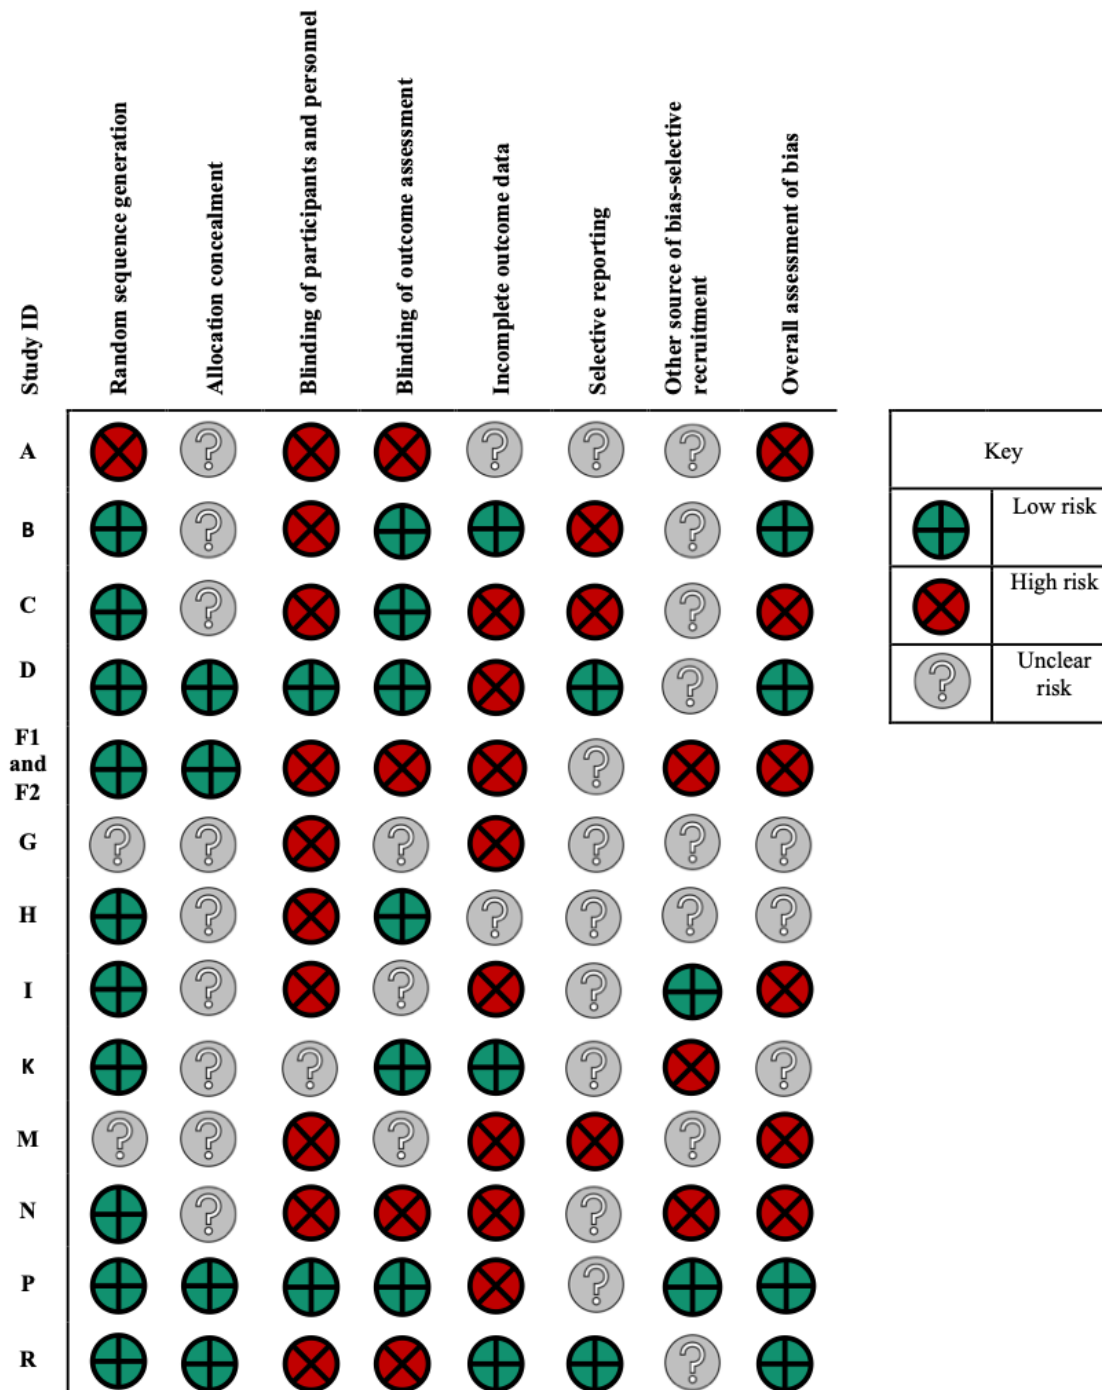 Study ID
Random sequence generation
Allocation concealment
Blinding of participants and personnel
Blinding of outcome assessment
Incomplete outcome data
Selective reporting
Other source of bias-selective
recruitment
Overall assessment of bias
A
B
C
D
F1
and
F2
G
H
I
K
M
N
P
R
Key
Low risk
High risk
Unclear
risk